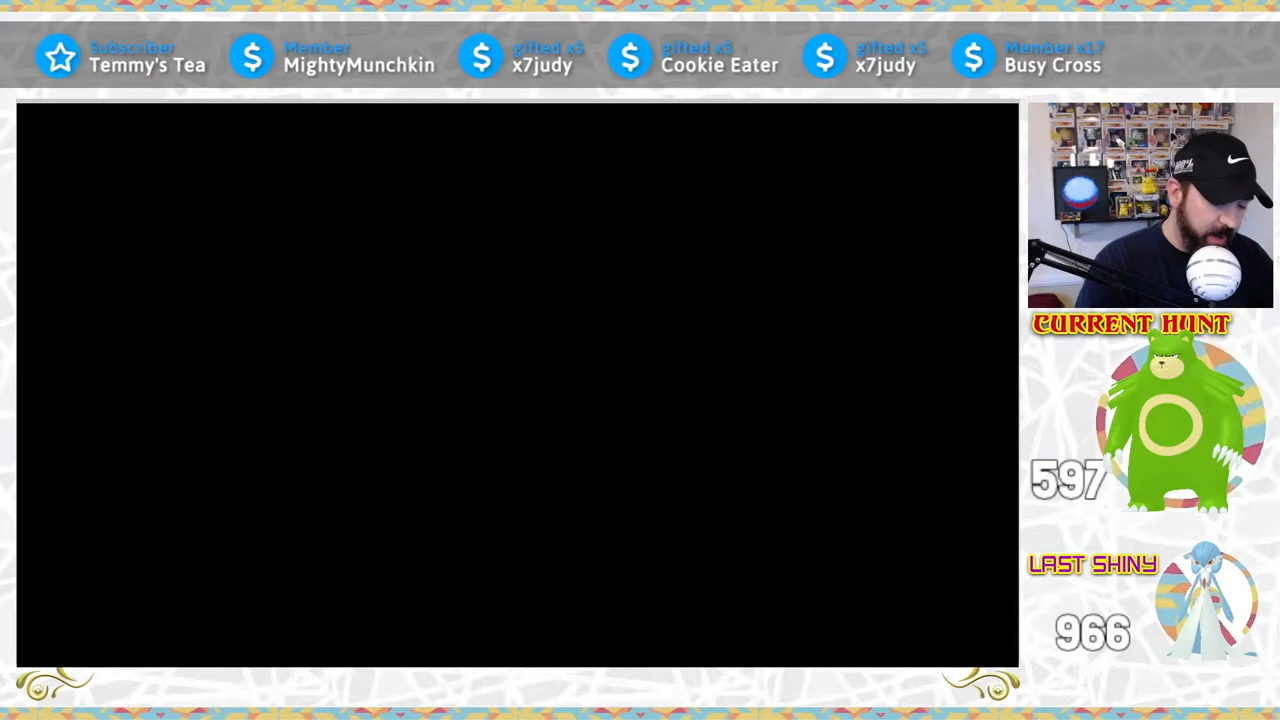 Subscriber
Temmy's Tea
Member
MightyMunchkin
gifted x5
x7judy
gifted x5
Cookie Eater
gifted x5
x7judy
Member x17
Busy Cross
100%
CURRENT HUNT
597
LAST SHINY
966